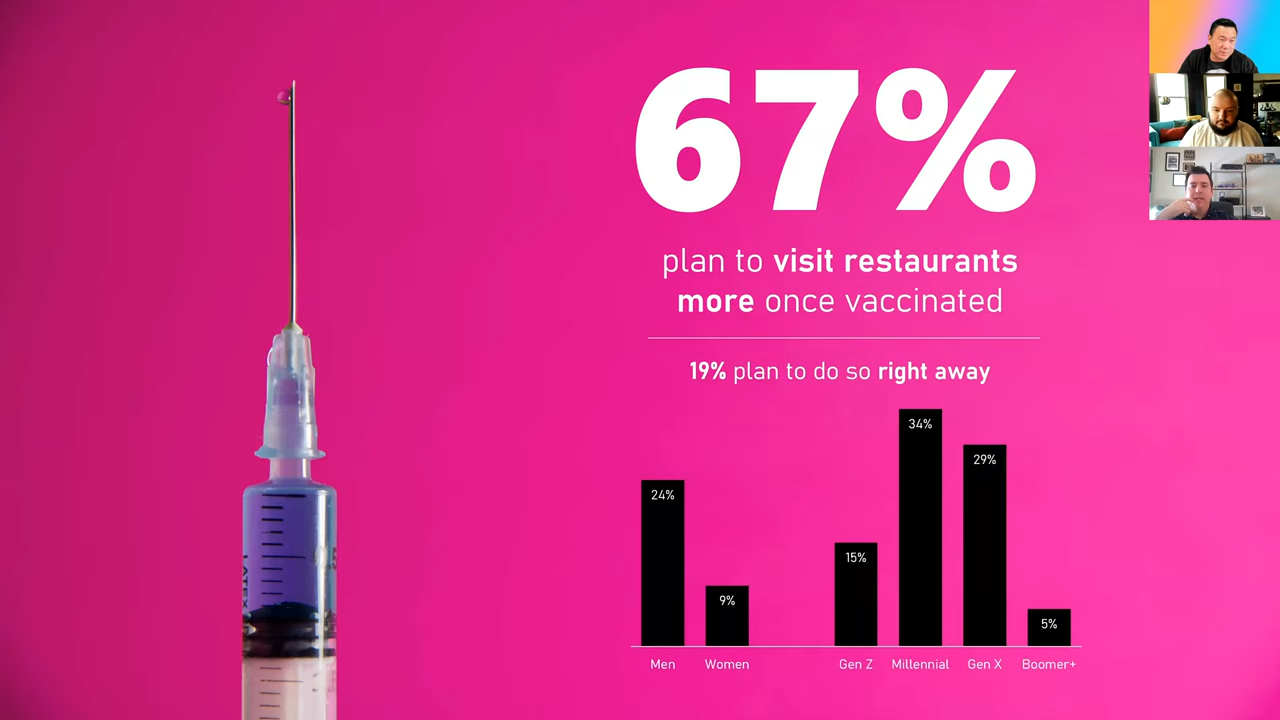 67%
plan to visit restaurants
more once vaccinated
19% plan to do so right away
34%
29%
24%
15%
9%
5%
Men Women Gen Z Millennial Gen X Boomer+
LATEX